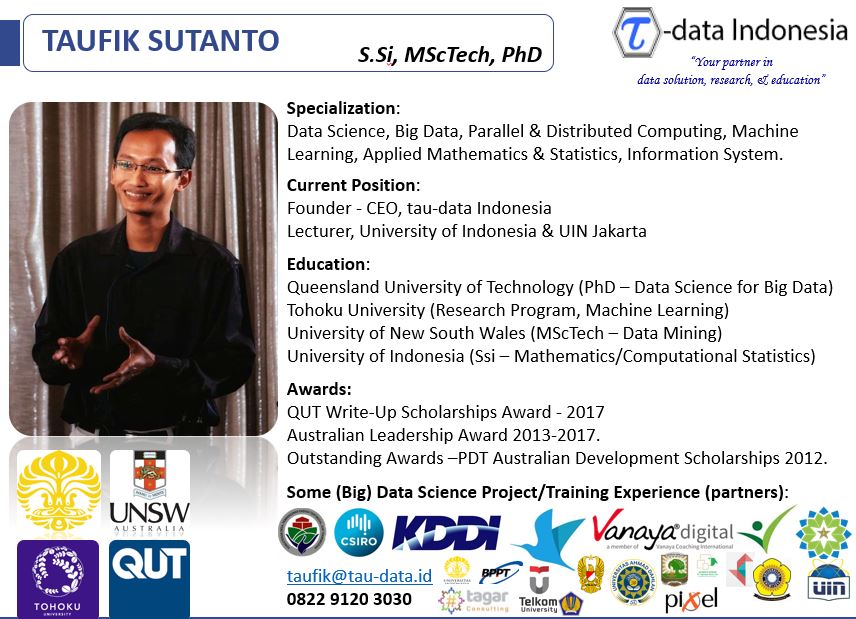 TAUFIK SUTANTO
S.Si, MScTech, PhD
τ-data Indonesia
“Your partner in
data solution, research, & education”
Specialization:
Data Science, Big Data, Parallel & Distributed Computing, Machine
Learning, Applied Mathematics & Statistics, Information System.
Current Position:
Founder - CEO, tau-data Indonesia
Lecturer, University of Indonesia & UIN Jakarta
Education:
Queensland University of Technology (PhD – Data Science for Big Data)
Tohoku University (Research Program, Machine Learning)
University of New South Wales (MScTech – Data Mining)
University of Indonesia (Ssi – Mathematics/Computational Statistics)
Awards:
QUT Write-Up Scholarships Award - 2017
Australian Leadership Award 2013-2017.
Outstanding Awards –PDT Australian Development Scholarships 2012.
Some (Big) Data Science Project/Training Experience (partners):
UNSW
AUSTRALIA
TOHOKU
UNIVERSITY
QUT
CSIRO
KDDI
Vanaya® digital
a member of Vanaya Coaching International
taufik@tau-data.id
0822 9120 3030
BPPT
tagar
Consulting
Telkom
University
UNIVERSITAS AHMAD DAHLAN
pixel
UIN